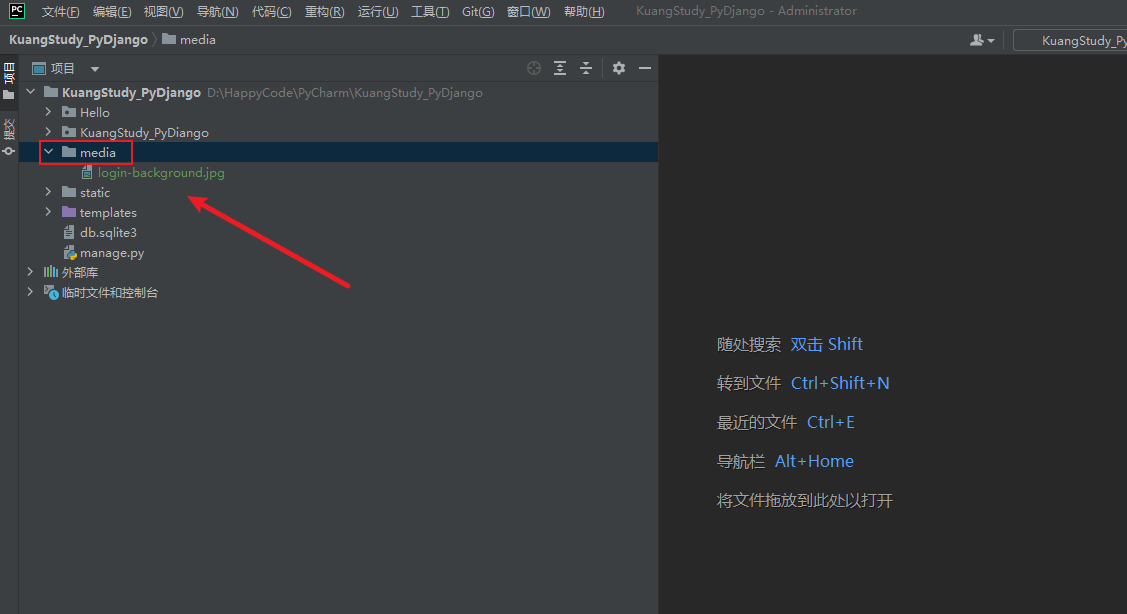 PC 文件(F) 编辑(E) 视图(V) 导航(N) 代码(C) 重构(R) 运行(U) 工具(T) Git(G) 窗口(W) 帮助(H) KuangStudy_PyDjango - Administrator
KuangStudy_PyDjango media KuangStudy_Py
项目
提交
项目
KuangStudy_PyDjango D:\HappyCode\PyCharm\KuangStudy_PyDjango
Hello
KuangStudy_PyDjango
media
login-background.jpg
static
templates
db.sqlite3
manage.py
外部库
临时文件和控制台
随处搜索 双击 Shift
转到文件 Ctrl+Shift+N
最近的文件 Ctrl+E
导航栏 Alt+Home
将文件拖放到此处以打开